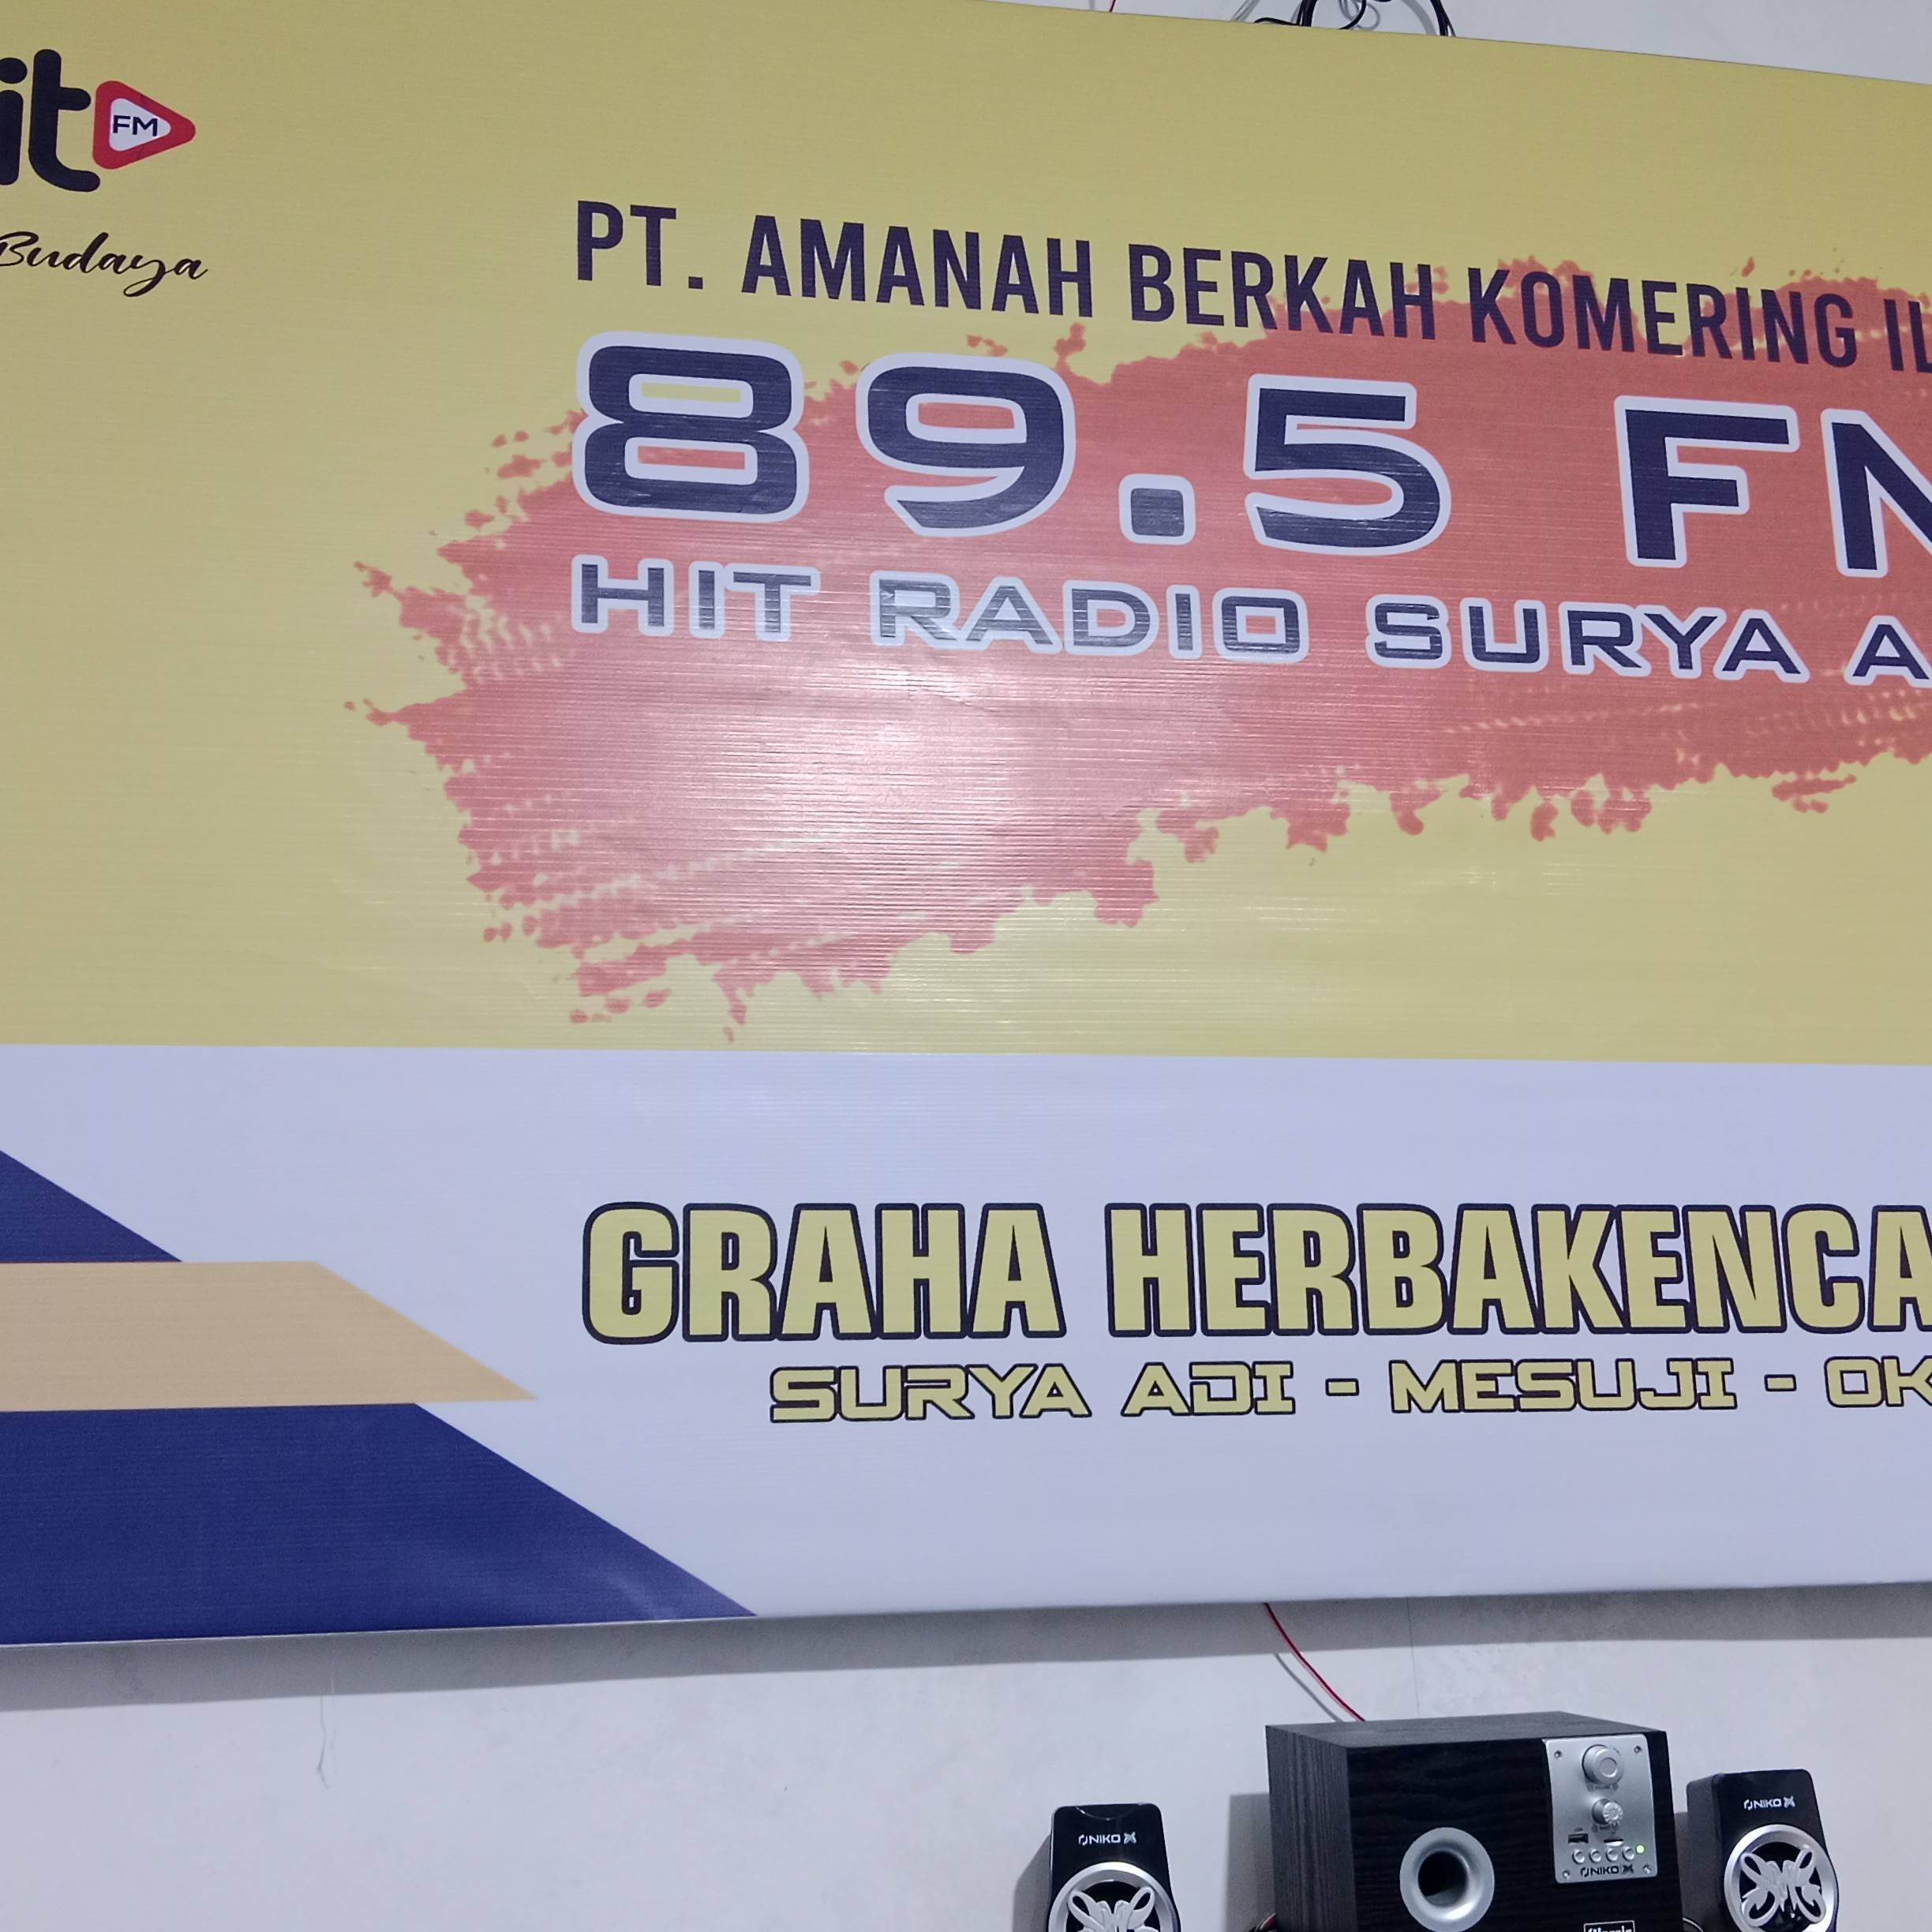 it FM
Budaya
PT. AMANAH BERKAH KOMERING IL
89.5 FM
HIT RADIO SURYA A
GRAHA HERBAKENCA
SURYA ADI - MESUJI - OK
NIKO X
NIKO X
NIKO X